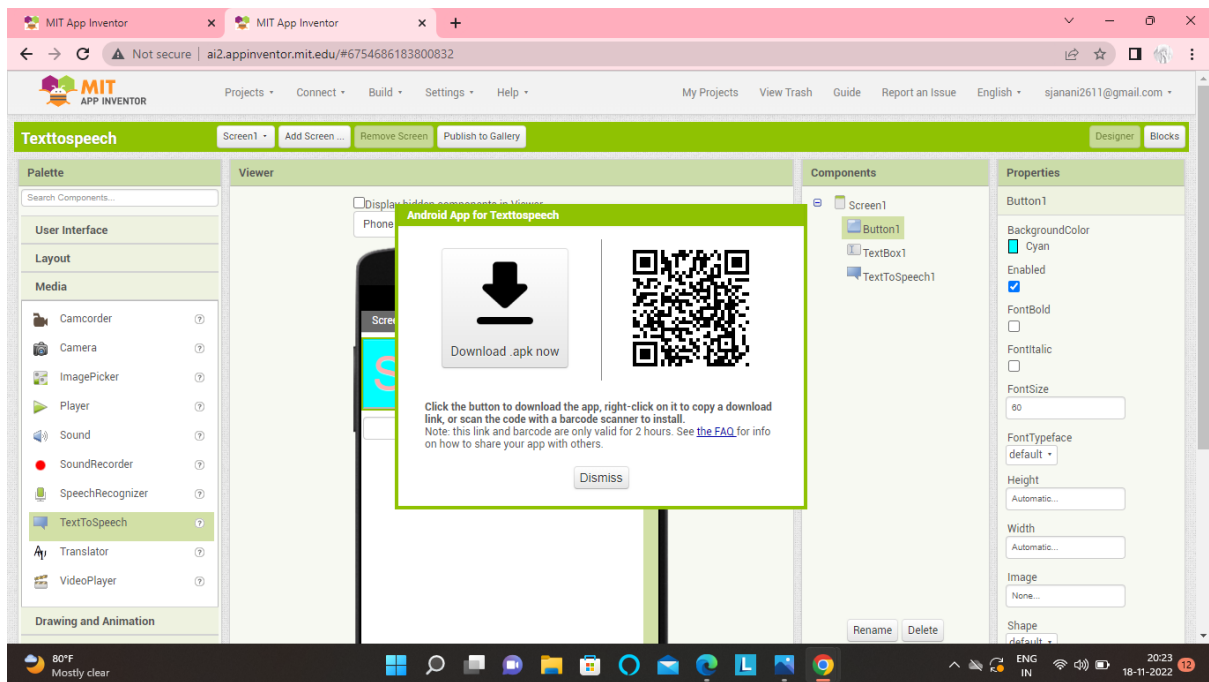 MIT App Inventor
MIT App Inventor
Not secure
ai2.appinventor.mit.edu/#6754686183800832
MIT
APP INVENTOR
Projects
Connect
Build
Settings
Help
My Projects
View Trash
Guide
Report an Issue
English
sjanani2611@gmail.com
Texttospeech
Screen1
Add Screen ...
Remove Screen
Publish to Gallery
Designer
Blocks
Palette
Search Components...
User Interface
Layout
Media
Camcorder
Camera
ImagePicker
Player
Sound
SoundRecorder
SpeechRecognizer
TextToSpeech
Translator
VideoPlayer
Drawing and Animation
Viewer
Display hidden components in Viewer
Phone
Scree
S
Android App for Texttospeech
Download .apk now
Click the button to download the app, right-click on it to copy a download
link, or scan the code with a barcode scanner to install.
Note: this link and barcode are only valid for 2 hours. See the FAQ for info
on how to share your app with others.
Dismiss
Components
Screen1
Button1
TextBox1
TextToSpeech1
Rename
Delete
Properties
Button1
BackgroundColor
Cyan
Enabled
FontBold
FontItalic
FontSize
60
FontTypeface
default
Height
Automatic...
Width
Automatic...
Image
None...
Shape
default
80°F
Mostly clear
L
ENG
IN
20:23
18-11-2022
12